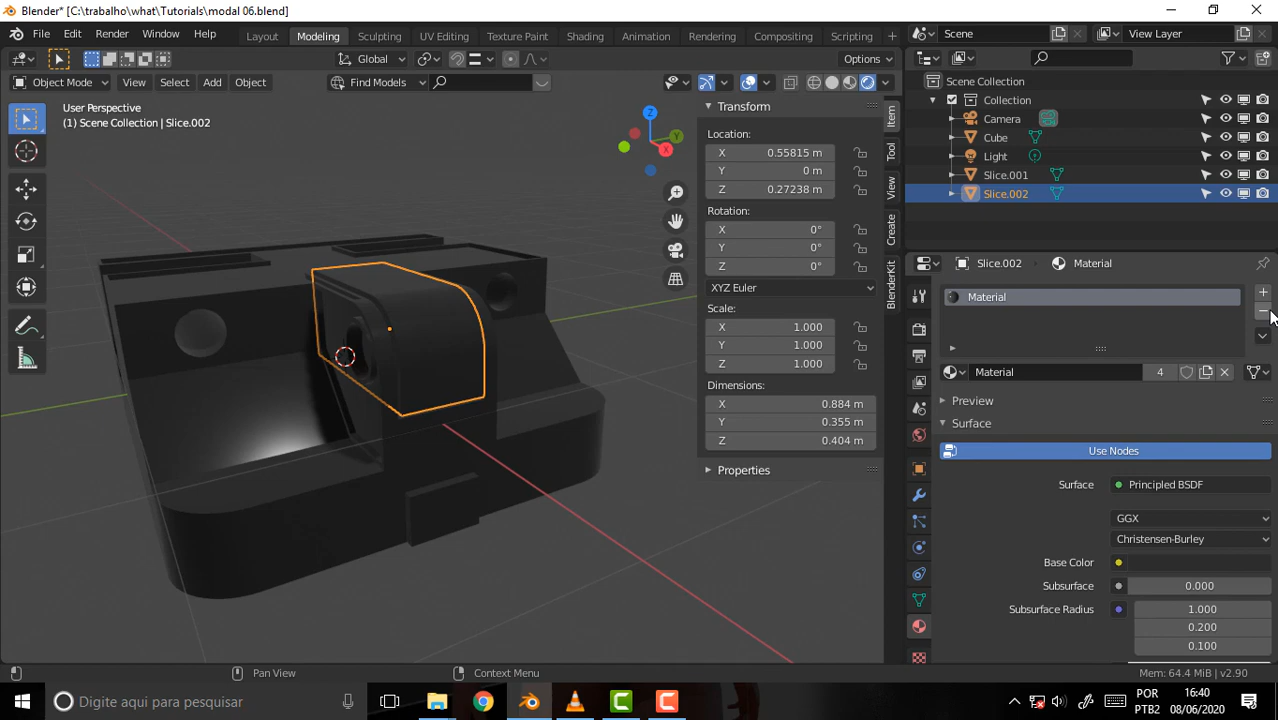 Blender* [C:\trabalho\what\Tutorials\modal 06.blend]
File Edit Render Window Help Layout Modeling Sculpting UV Editing Texture Paint Shading Animation Rendering Compositing Scripting Scene View Layer
Global Options
Object Mode View Select Add Object Find Models
User Perspective
(1) Scene Collection | Slice.002
Z
Y
X
Transform
Location:
X 0.55815 m
Y 0 m
Z 0.27238 m
Rotation:
X 0°
Y 0°
Z 0°
XYZ Euler
Scale:
X 1.000
Y 1.000
Z 1.000
Dimensions:
X 0.884 m
Y 0.355 m
Z 0.404 m
Properties
Item
Tool
View
Create
BlenderKit
Scene Collection
Collection
Camera
Cube
Light
Slice.001
Slice.002
Slice.002 Material
Material
Material 4
Preview
Surface
Use Nodes
Surface Principled BSDF
GGX
Christensen-Burley
Base Color
Subsurface 0.000
Subsurface Radius 1.000
0.200
0.100
Pan View Context Menu Mem: 64.4 MiB | v2.90
Digite aqui para pesquisar
POR
PTB2
16:40
08/06/2020